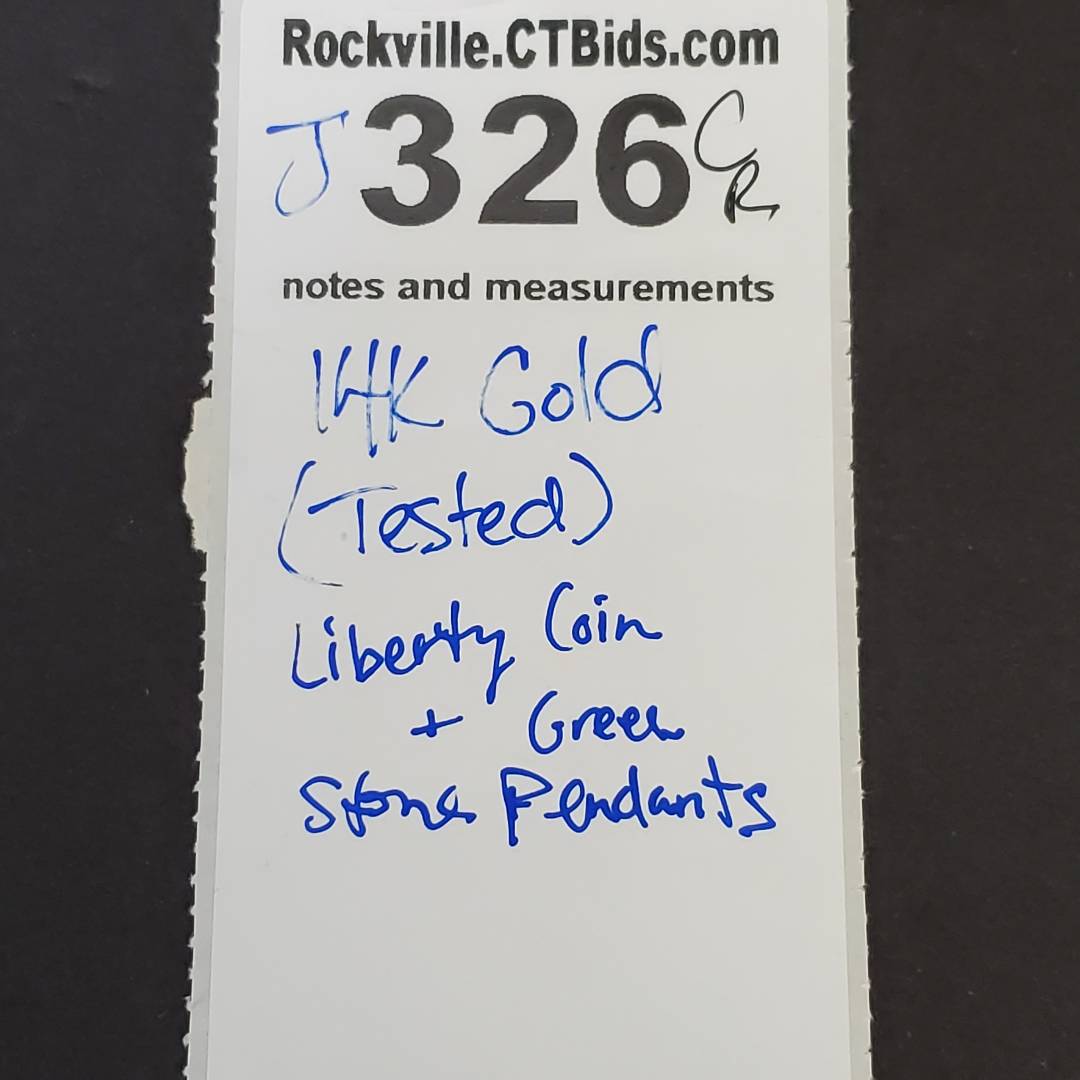 Rockville.CTBids.com
J 326 CR
notes and measurements
14K Gold
(Tested)
Liberty Coin
+ Green
Stone Pendants